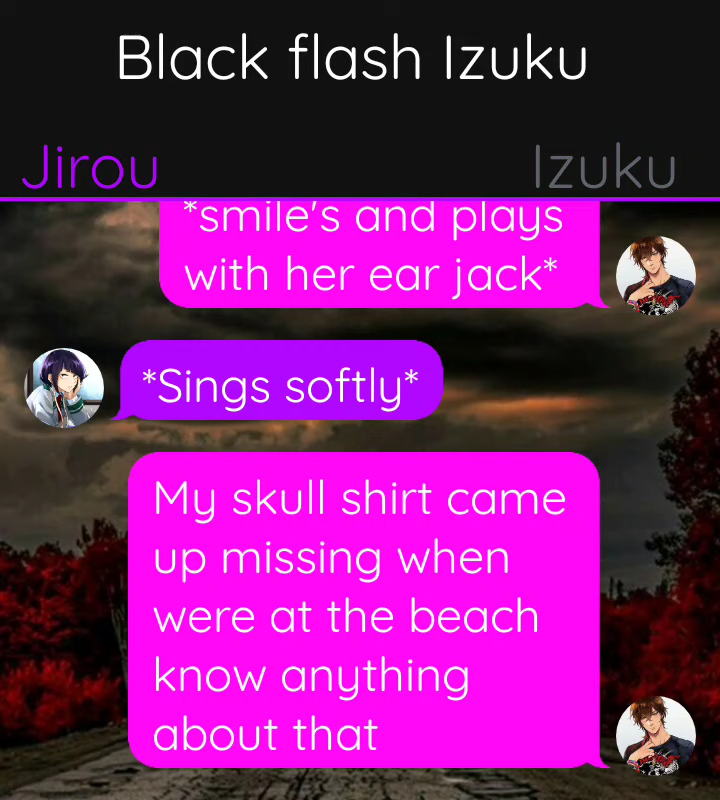 Black flash Izuku
Jirou
Izuku
*smile's and plays
with her ear jack*
*Sings softly*
My skull shirt came
up missing when
were at the beach
know anything
about that